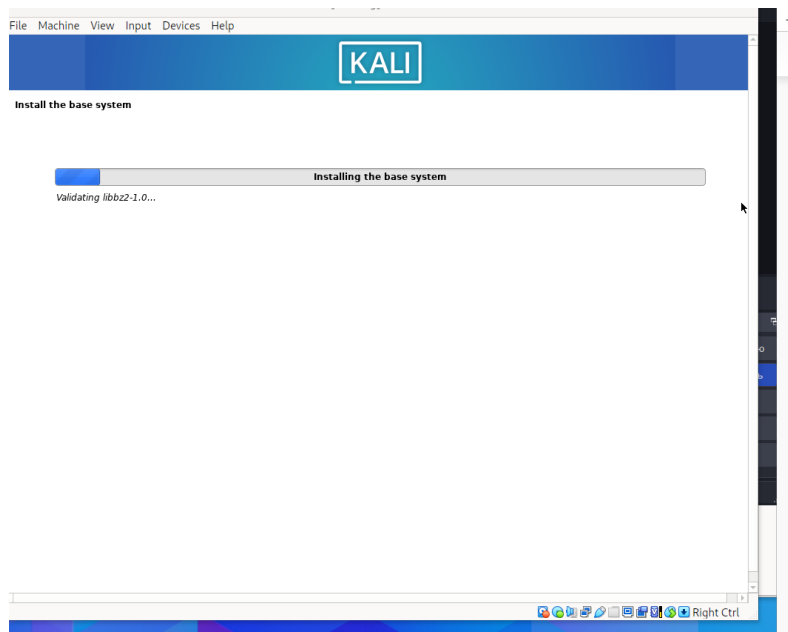 File Machine View Input Devices Help
KALI
Install the base system
Installing the base system
Validating libbz2-1.0...
Right Ctrl